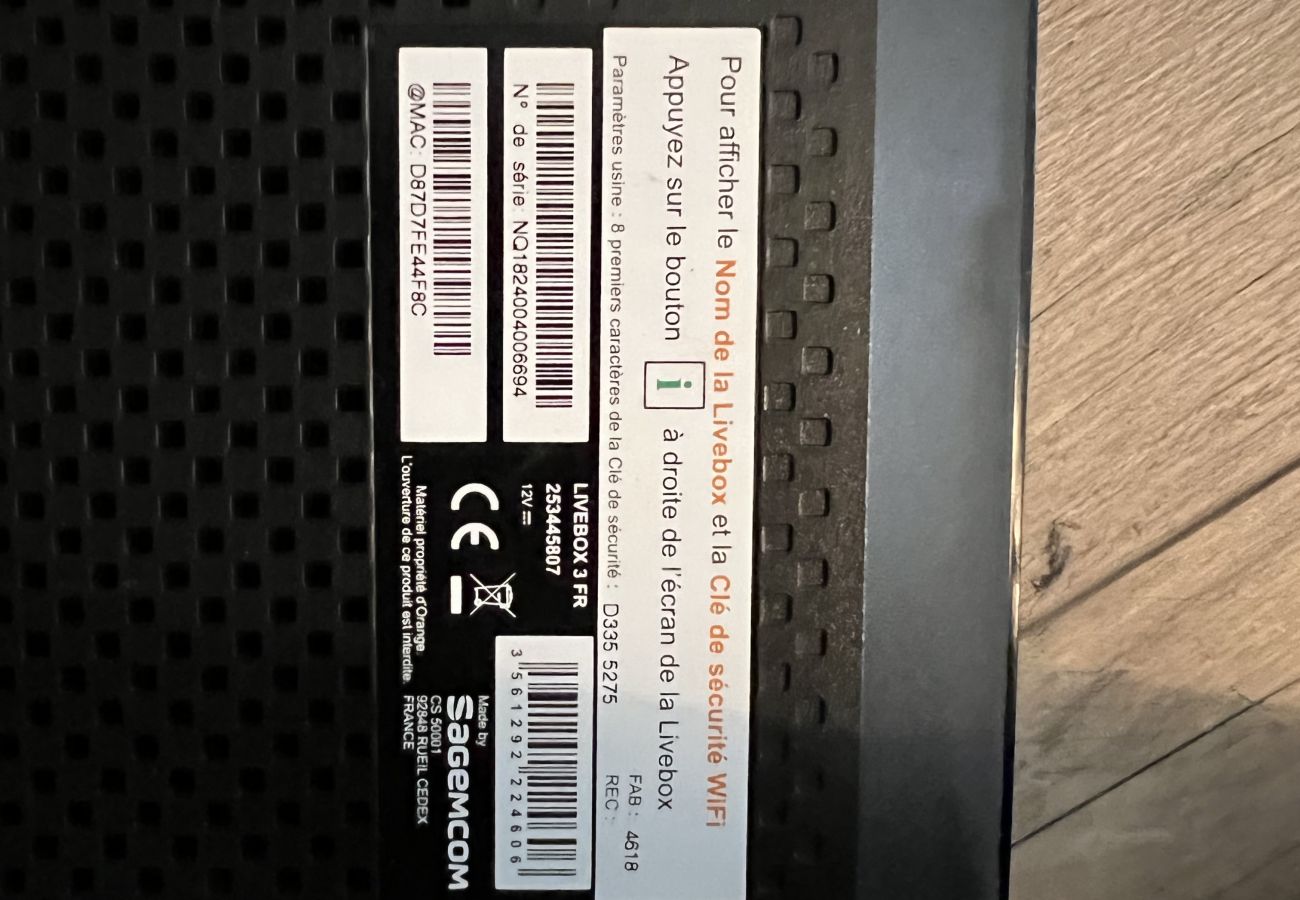 Pour afficher le Nom de la Livebox et la Clé de sécurité WiFi
Appuyez sur le bouton i à droite de l'écran de la Livebox
Paramètres usine : 8 premiers caractères de la Clé de sécurité : D335 5275
FAB : 4618
REC :
N° de série: NQ18240040066​94
@MAC: D87D7FE44F8C
LIVEBOX 3 FR
253445807
12V
CE
Matériel propriété d'Orange
L'ouverture de ce produit est interdite.
3 561292 224606
Made by
SAGEMCOM
CS 50001
92848 RUEIL CEDEX
FRANCE